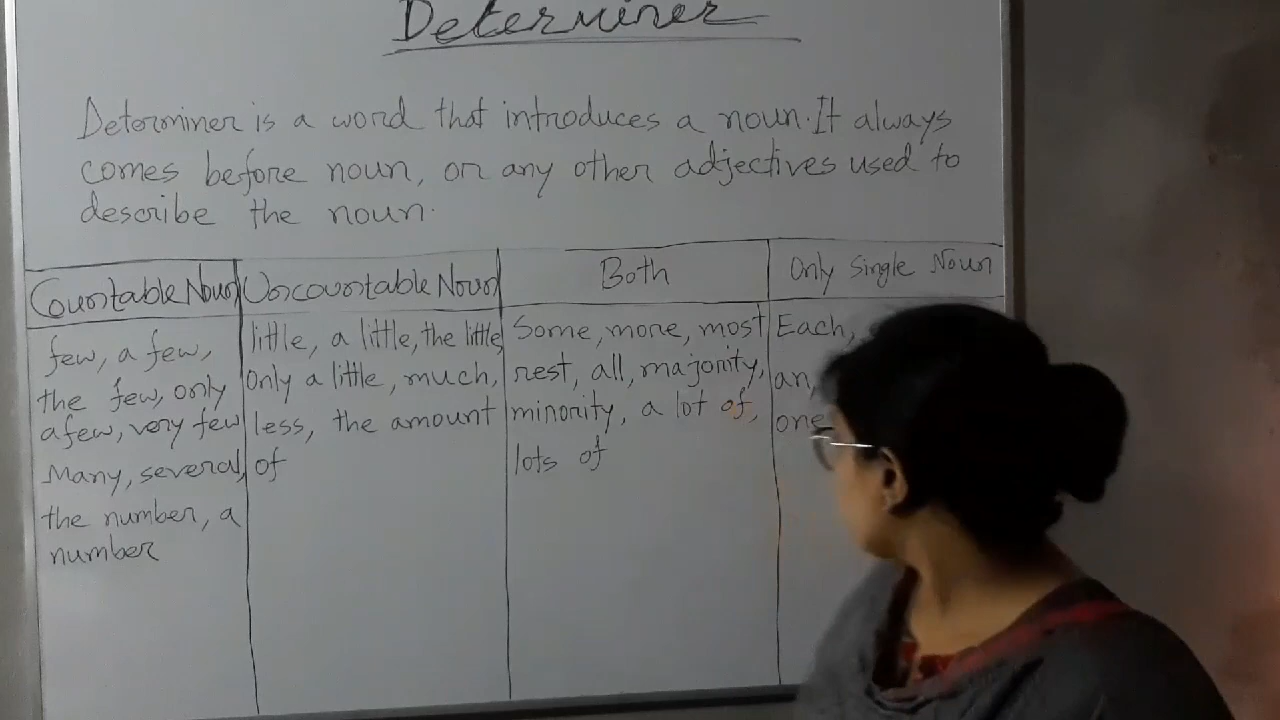 Determiner
Determiner is a word that introduces a noun. It always
comes before noun, or any other adjectives used to
describe the noun.
Countable Noun
few, a few,
the few, only
a few, very few
Many, several,
the number, a
number
Uncountable Noun
little, a little, the little,
Only a little, much,
less, the amount
of
Both
Some, more, most
rest, all, majority,
minority, a lot of,
lots of
Only Single Noun
Each,
an,
one